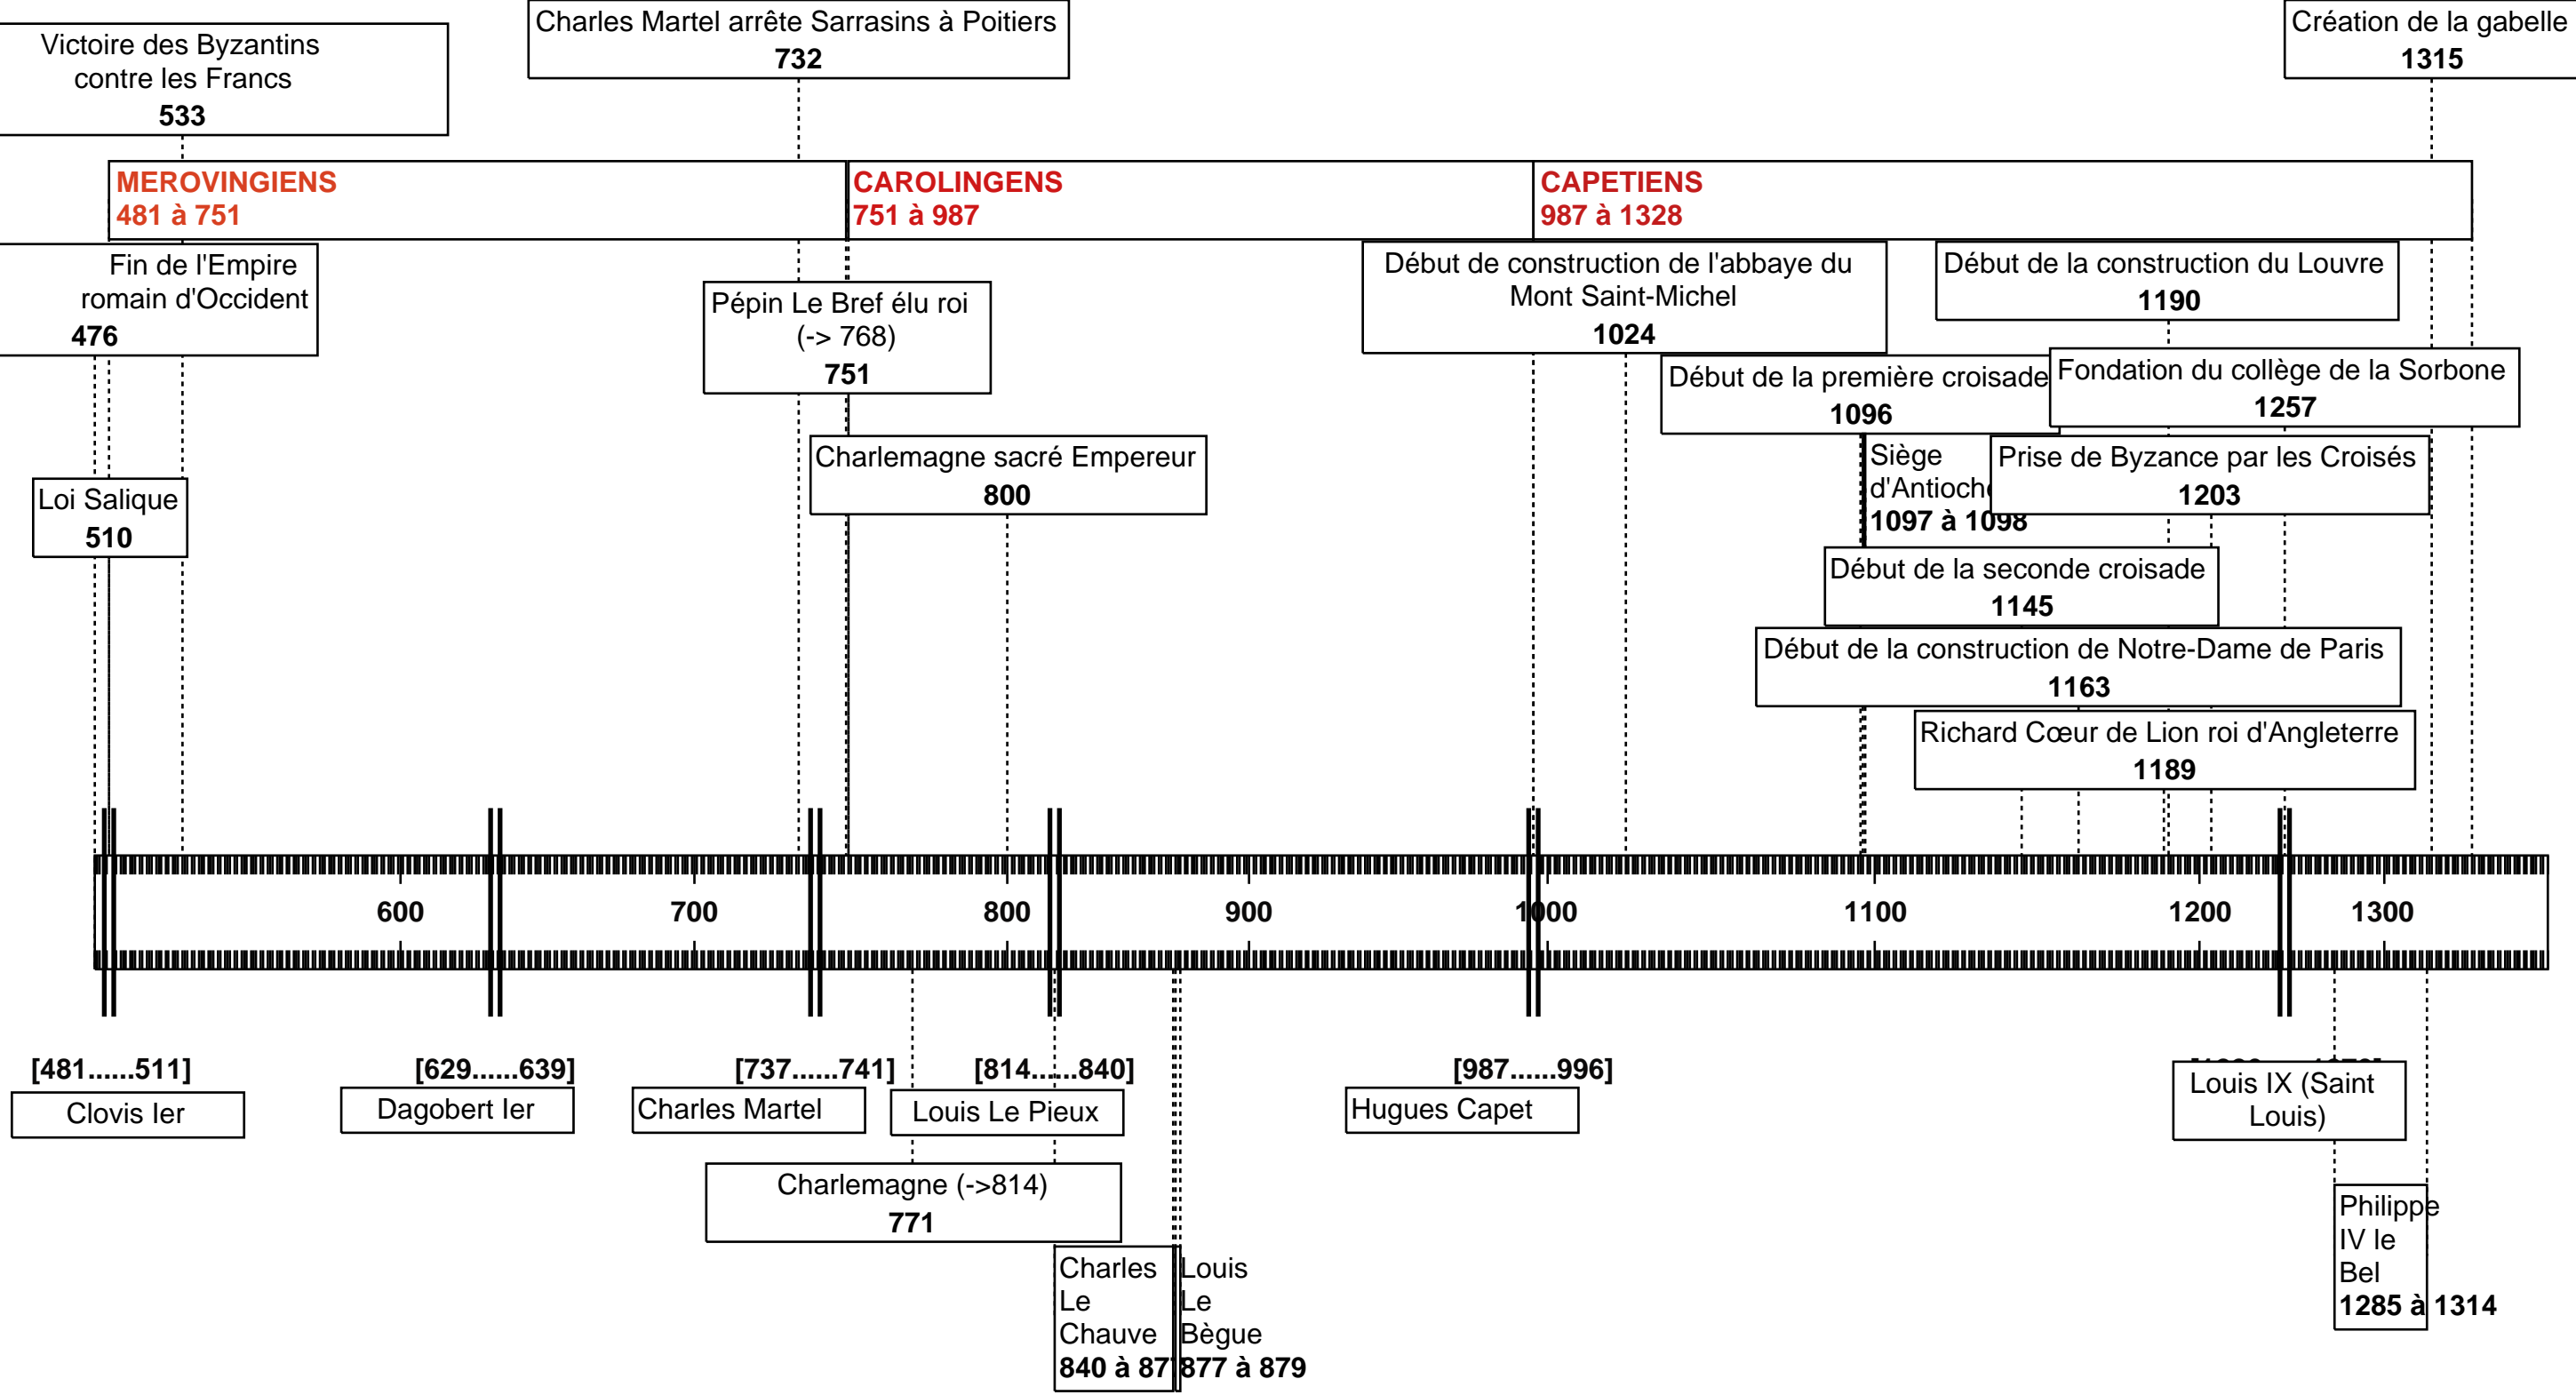 Victoire des Byzantins
contre les Francs
533
Charles Martel arrête Sarrasins à Poitiers
732
Création de la gabelle
1315
MEROVINGIENS
481 à 751
CAROLINGENS
751 à 987
CAPETIENS
987 à 1328
Fin de l'Empire
romain d'Occident
476
Pépin Le Bref élu roi
(-> 768)
751
Début de construction de l'abbaye du
Mont Saint-Michel
1024
Début de la construction du Louvre
1190
Début de la première croisade
1096
Fondation du collège de la Sorbone
1257
Charlemagne sacré Empereur
800
Siège
d'Antioche
1097 à 1098
Prise de Byzance par les Croisés
1203
Loi Salique
510
Début de la seconde croisade
1145
Début de la construction de Notre-Dame de Paris
1163
Richard Cœur de Lion roi d'Angleterre
1189
600 700 800 900 1000 1100 1200 1300
[481......511]
Clovis Ier
[629......639]
Dagobert Ier
[737......741]
Charles Martel
[814......840]
Louis Le Pieux
[987......996]
Hugues Capet
Louis IX (Saint
Louis)
Charlemagne (->814)
771
Philippe
IV le
Bel
1285 à 1314
Charles
Le
Chauve
840 à 877
Louis
Le
Bègue
877 à 879